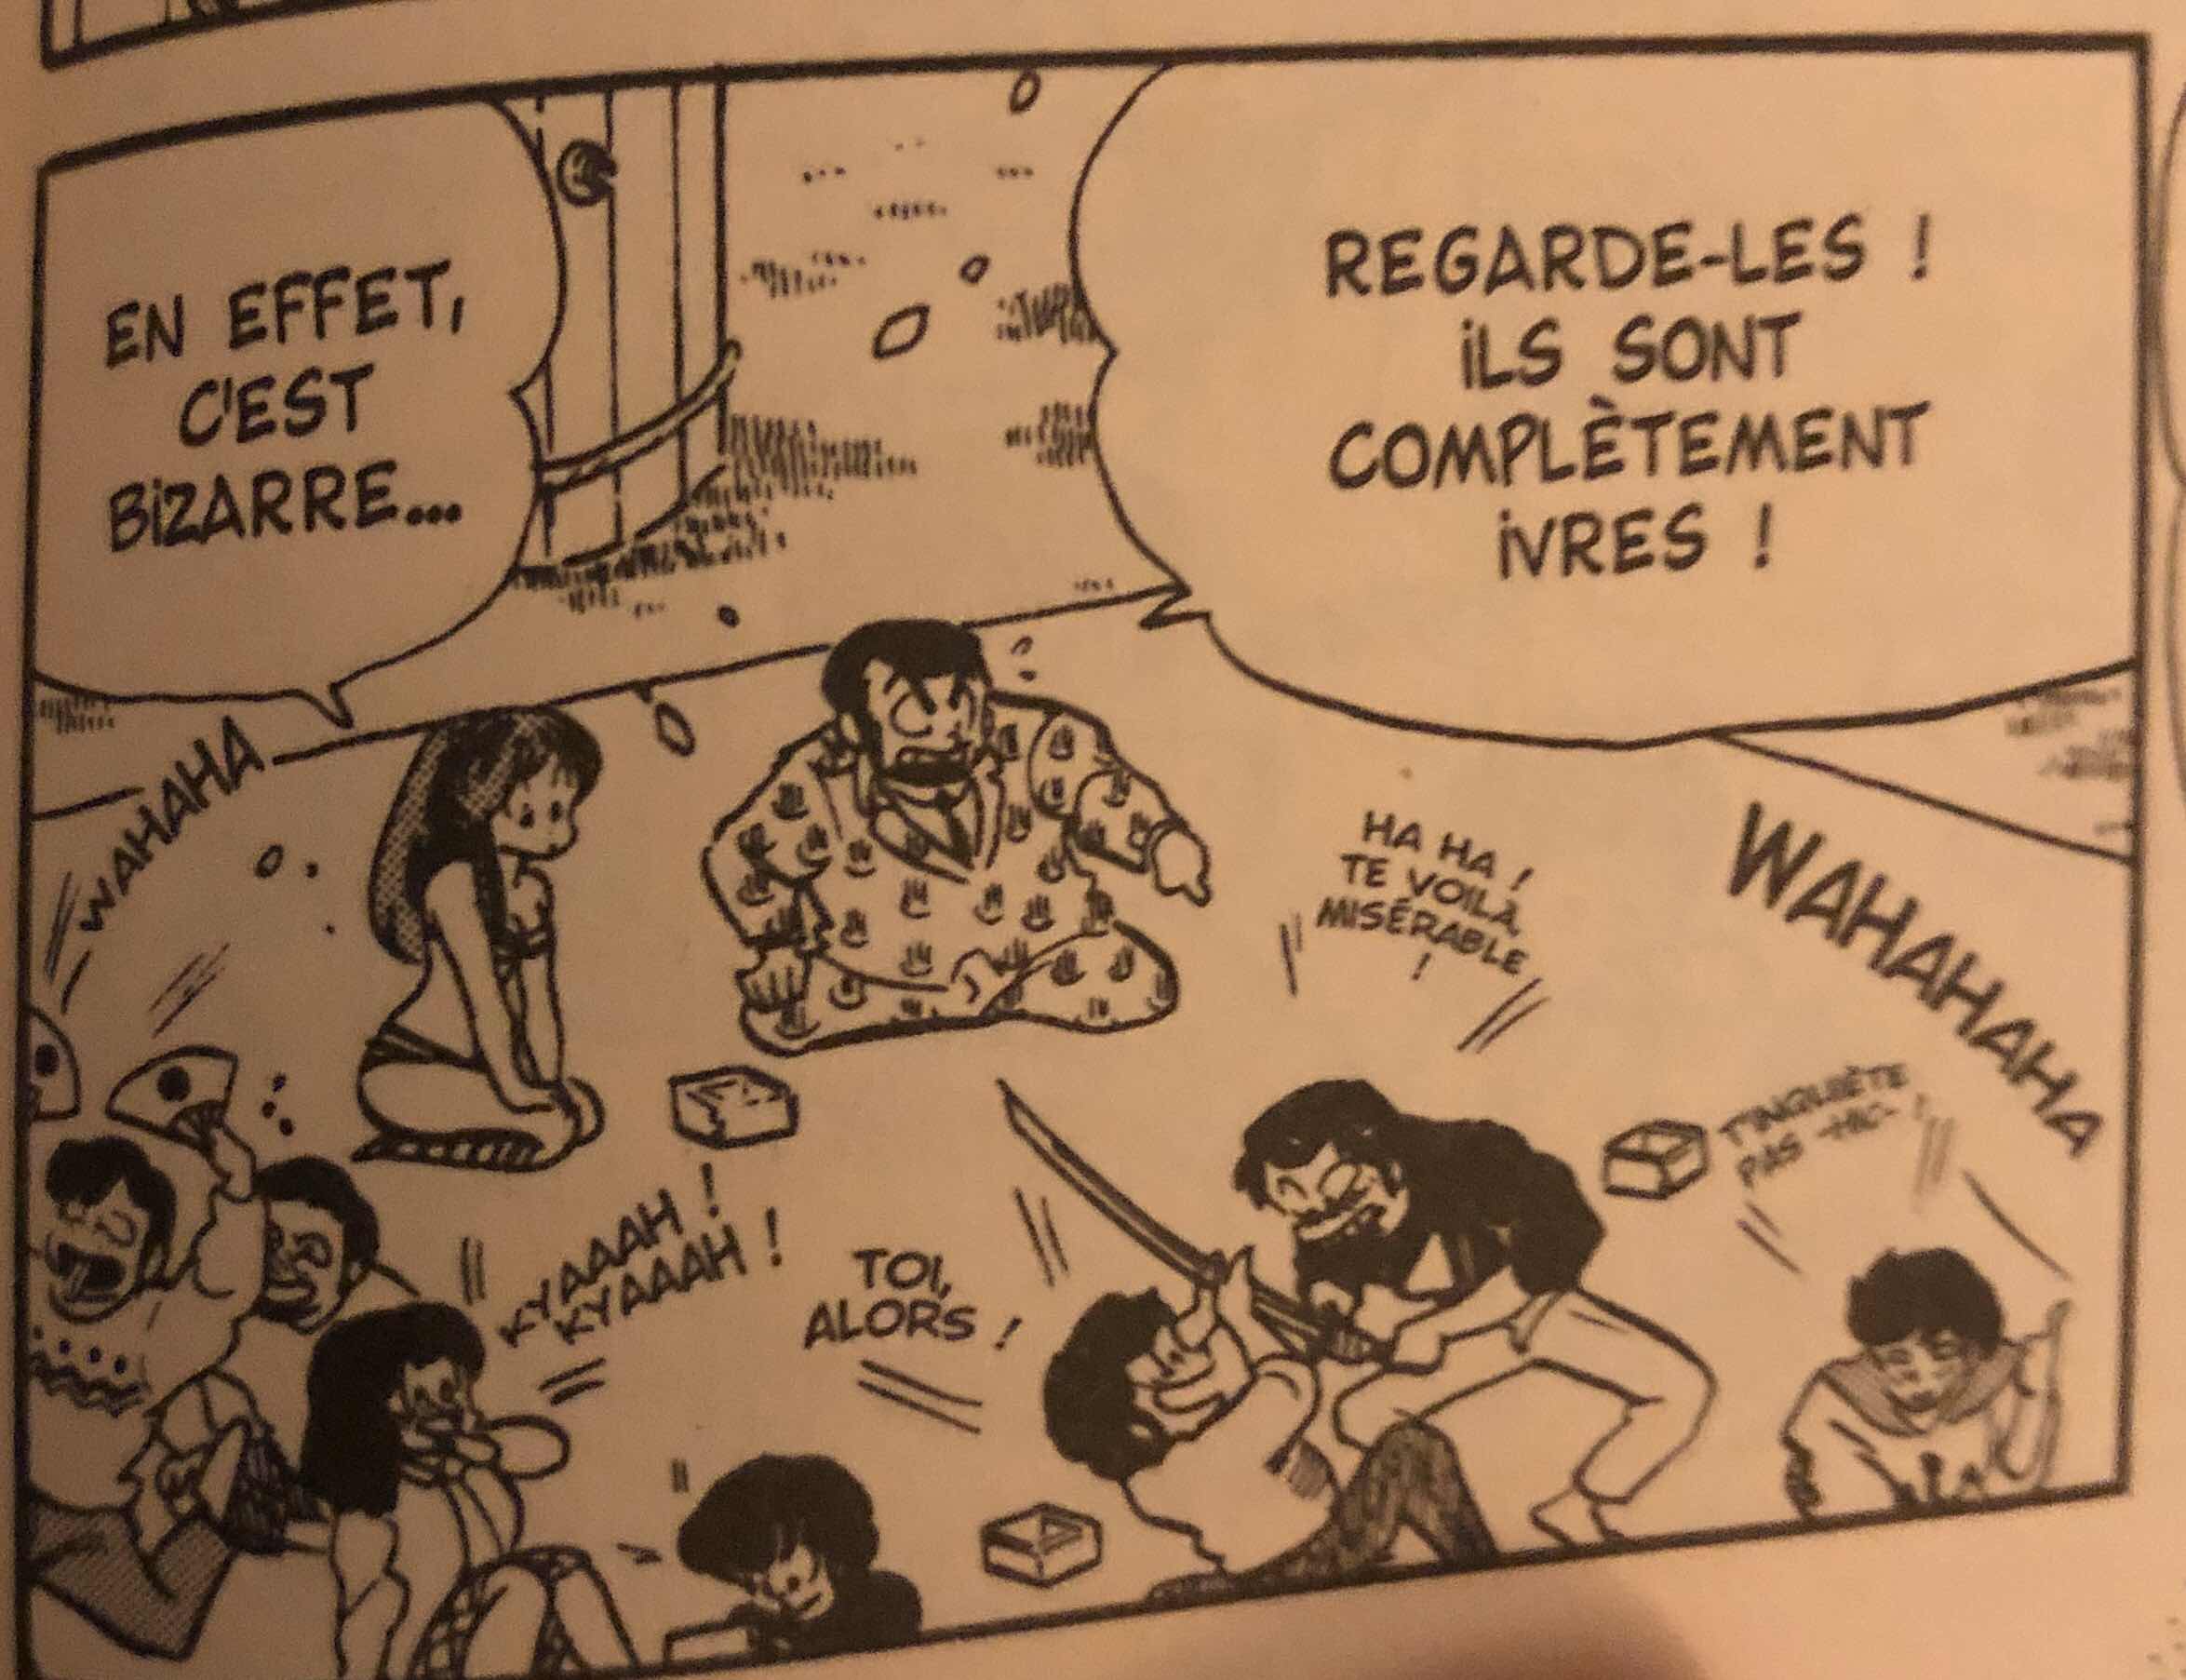 EN EFFET,
C'EST
BIZARRE...
REGARDE-LES !
ILS SONT
COMPLÈTEMENT
IVRES !
WAHAHA
HA HA !
TE VOILÀ,
MISÉRABLE
!
WAHAHAHAHA
T'INQUIÈTE
PAS -HIC- !
KYAAAH !
KYAAAH !
TOI,
ALORS !